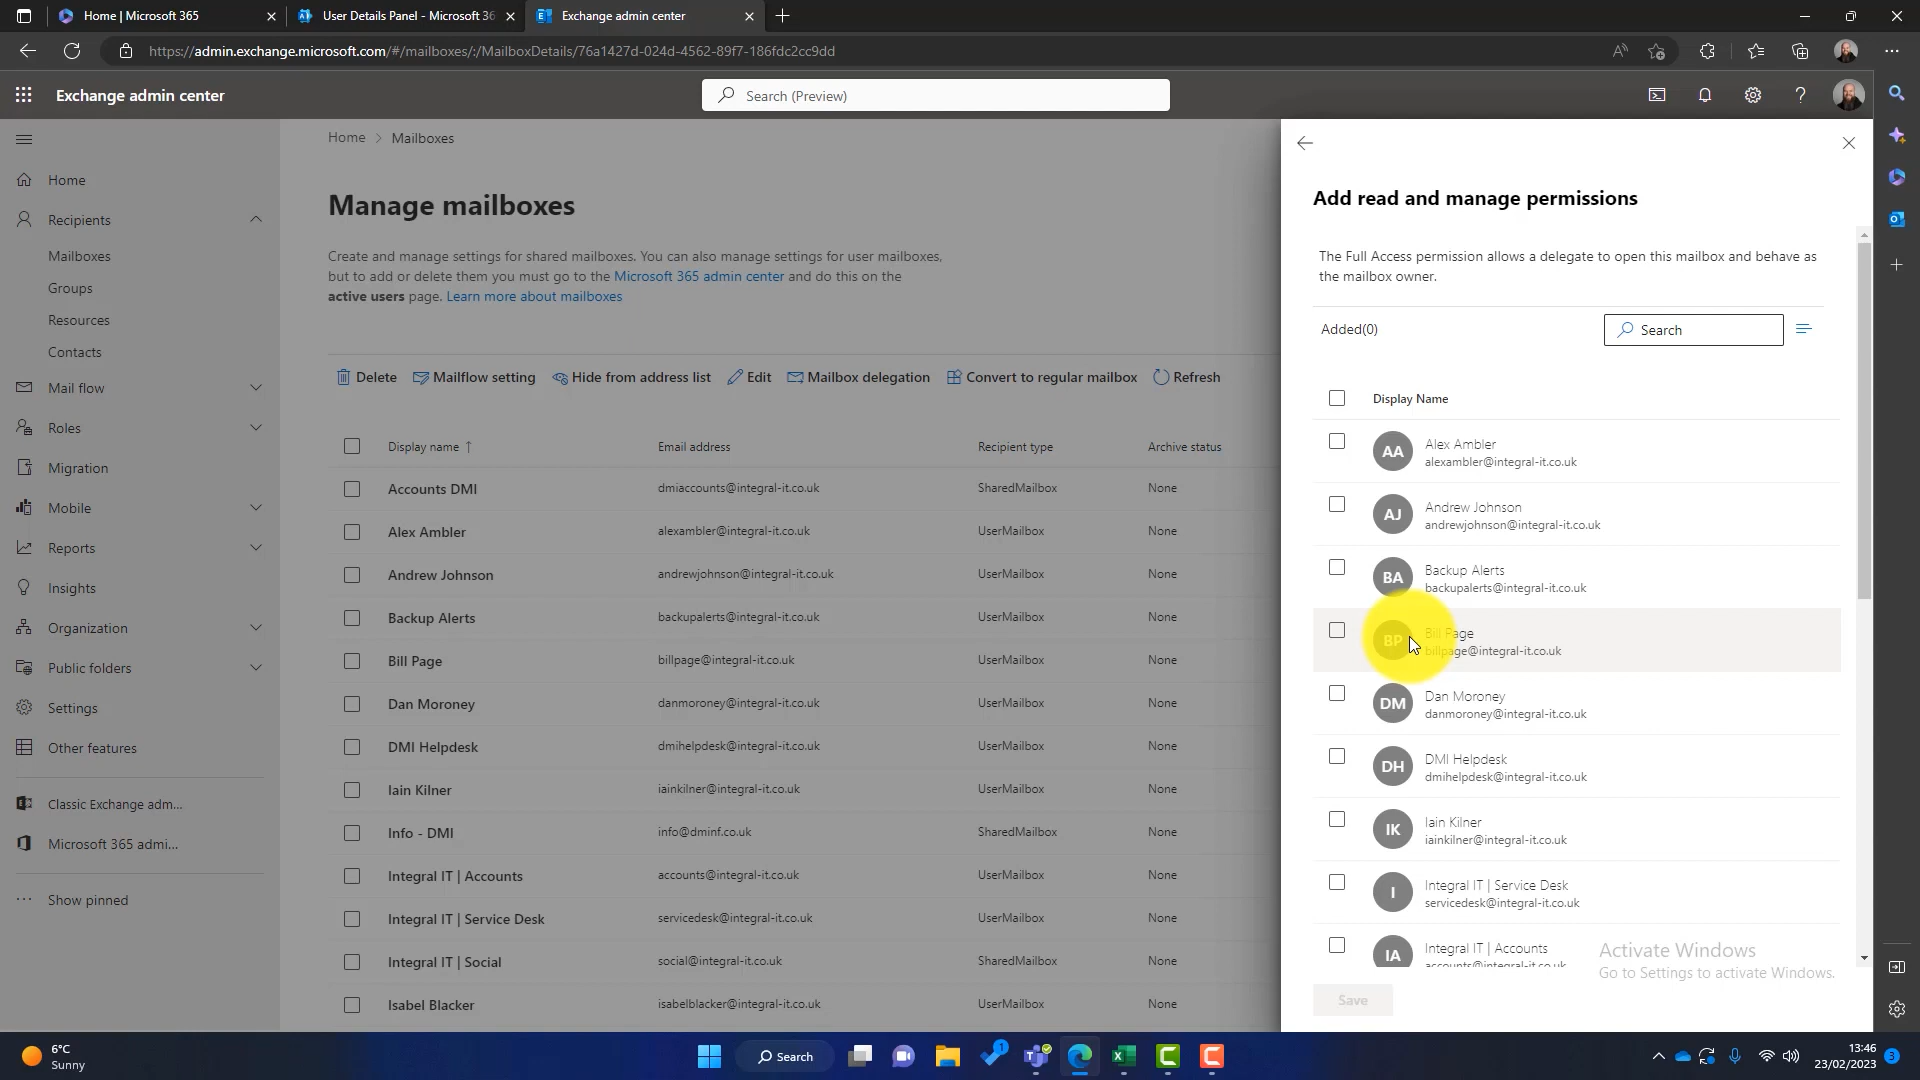 Home | Microsoft 365
User Details Panel - Microsoft 36
Exchange admin center
https://admin.exchange.microsoft.com/#/mailboxes/:/MailboxDetails/76a1427d-024d-4562-89f7-186fdc2cc9dd
Exchange admin center
Search (Preview)
Home
Recipients
Mailboxes
Groups
Resources
Contacts
Mail flow
Roles
Migration
Mobile
Reports
Insights
Organization
Public folders
Settings
Other features
Classic Exchange adm...
Microsoft 365 admi...
Show pinned
Home > Mailboxes
Manage mailboxes
Create and manage settings for shared mailboxes. You can also manage settings for user mailboxes,
but to add or delete them you must go to the Microsoft 365 admin center and do this on the
active users page. Learn more about mailboxes
Delete Mailflow setting Hide from address list Edit Mailbox delegation Convert to regular mailbox Refresh
Display name ↑ Email address Recipient type Archive status
Accounts DMI dmiaccounts@integral-it.co.uk SharedMailbox None
Alex Ambler alexambler@integral-it.co.uk UserMailbox None
Andrew Johnson andrewjohnson@integral-it.co.uk UserMailbox None
Backup Alerts backupalerts@integral-it.co.uk UserMailbox None
Bill Page billpage@integral-it.co.uk UserMailbox None
Dan Moroney danmoroney@integral-it.co.uk UserMailbox None
DMI Helpdesk dmihelpdesk@integral-it.co.uk UserMailbox None
Iain Kilner iainkilner@integral-it.co.uk UserMailbox None
Info - DMI info@dminf.co.uk SharedMailbox None
Integral IT | Accounts accounts@integral-it.co.uk UserMailbox None
Integral IT | Service Desk servicedesk@integral-it.co.uk UserMailbox None
Integral IT | Social social@integral-it.co.uk SharedMailbox None
Isabel Blacker isabelblacker@integral-it.co.uk UserMailbox None
Add read and manage permissions
The Full Access permission allows a delegate to open this mailbox and behave as
the mailbox owner.
Added(0)
Search
Display Name
AA
Alex Ambler
alexambler@integral-it.co.uk
AJ
Andrew Johnson
andrewjohnson@integral-it.co.uk
BA
Backup Alerts
backupalerts@integral-it.co.uk
BP
Bill Page
billpage@integral-it.co.uk
DM
Dan Moroney
danmoroney@integral-it.co.uk
DH
DMI Helpdesk
dmihelpdesk@integral-it.co.uk
IK
Iain Kilner
iainkilner@integral-it.co.uk
I
Integral IT | Service Desk
servicedesk@integral-it.co.uk
IA
Integral IT | Accounts
accounts@integral-it.co.uk
Activate Windows
Go to Settings to activate Windows.
Save
6°C
Sunny
Search
1
13:46
23/02/2023
3